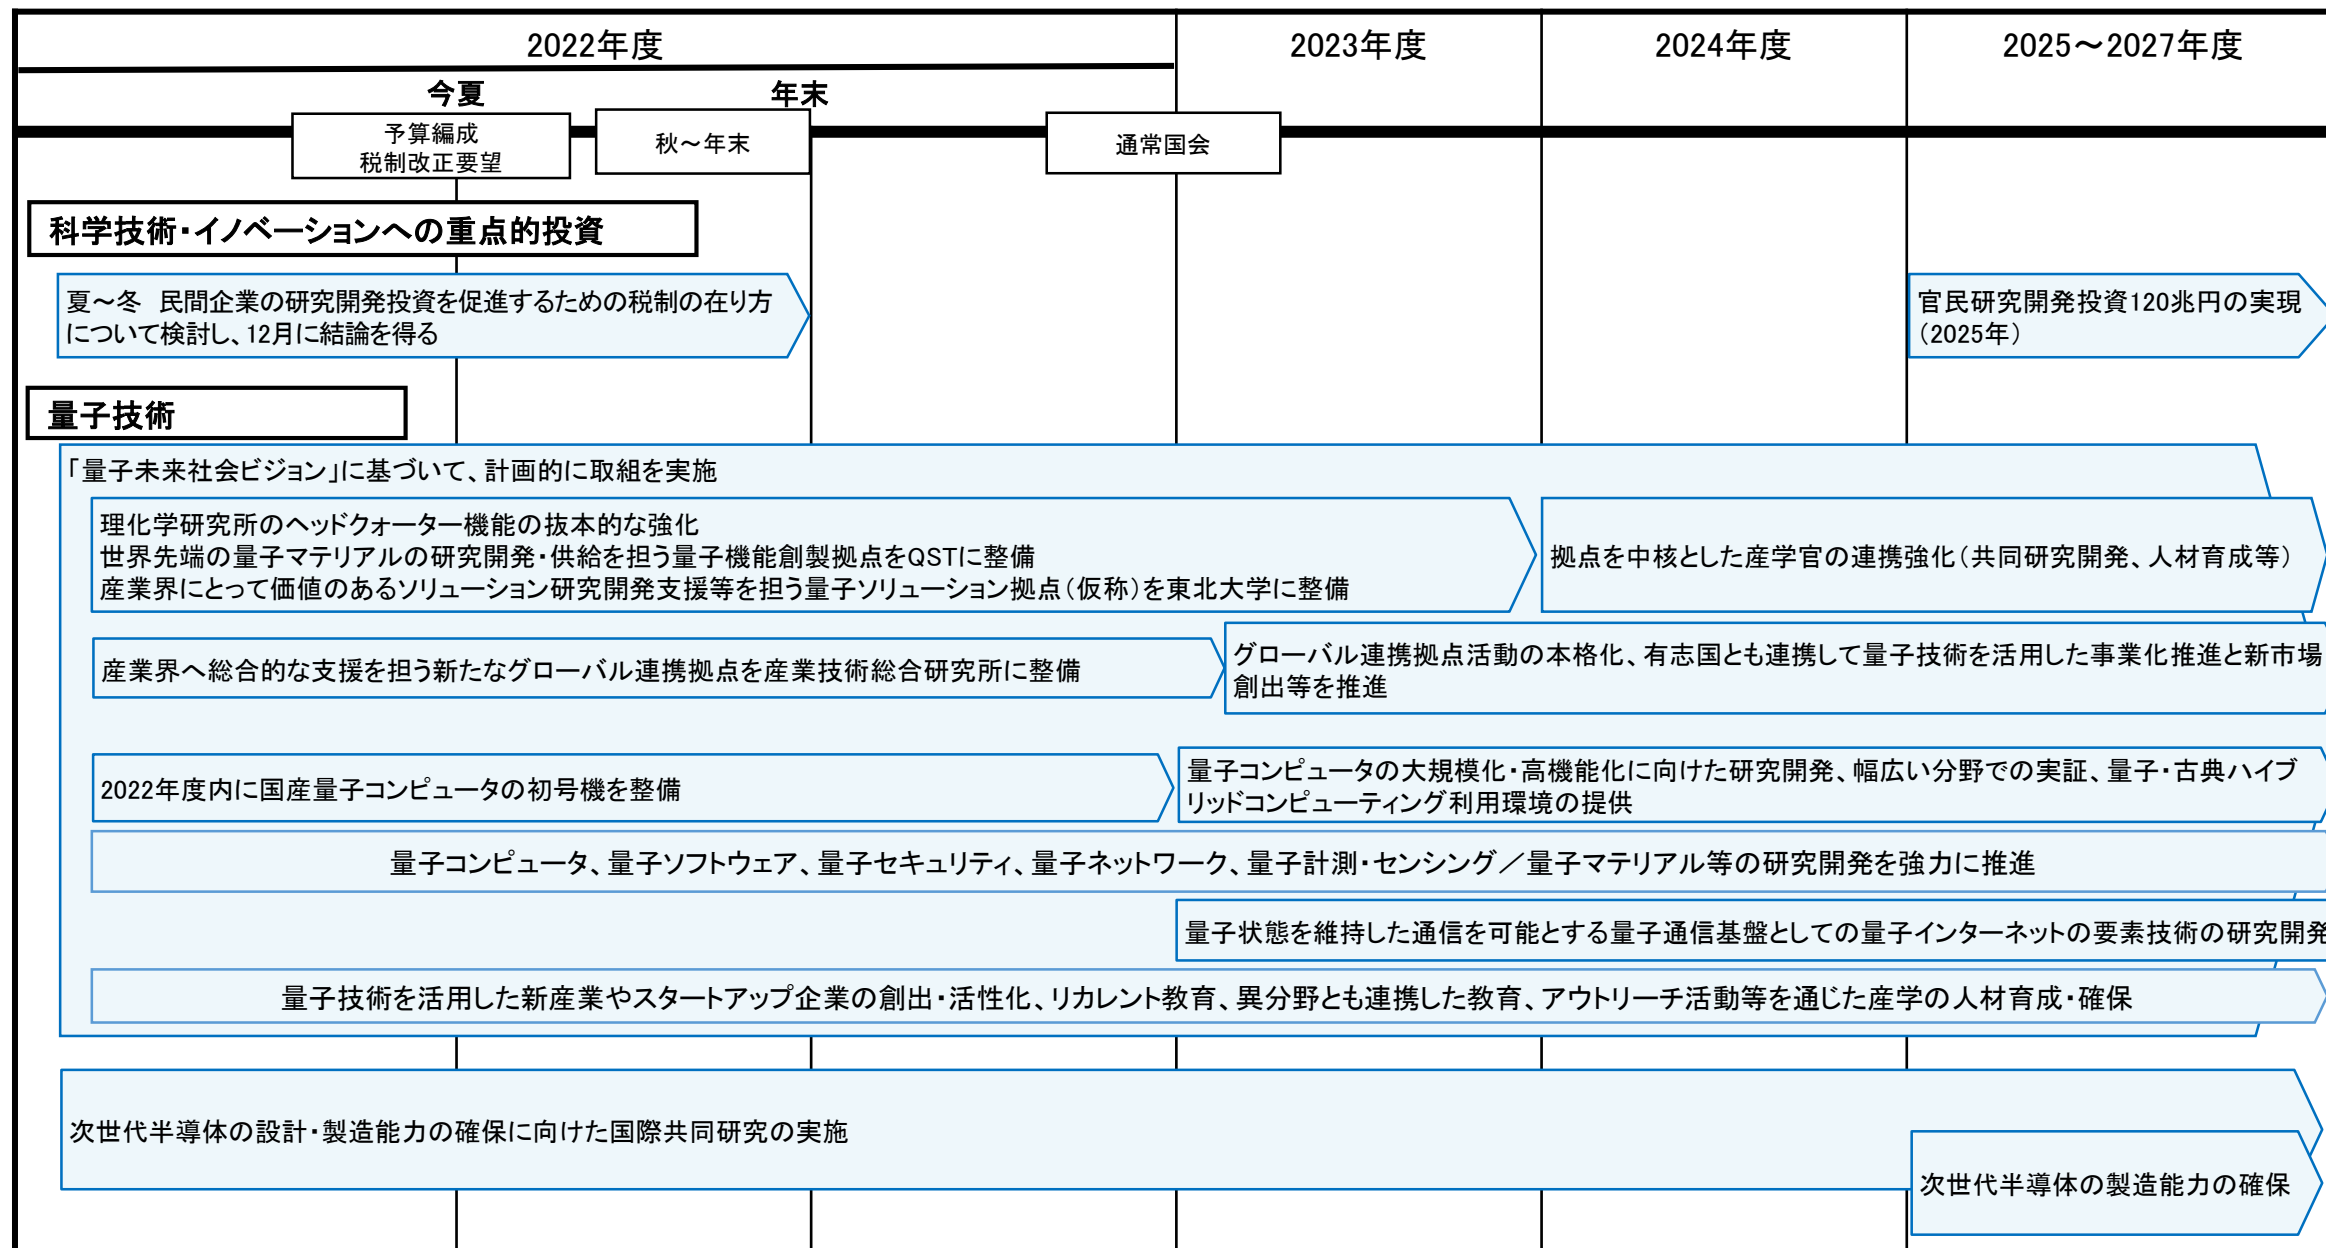 2022年度
2023年度
2024年度
2025～2027年度
今夏
年末
予算編成
税制改正要望
秋～年末
通常国会
科学技術・イノベーションへの重点的投資
夏～冬　民間企業の研究開発投資を促進するための税制の在り方
について検討し、12月に結論を得る
官民研究開発投資120兆円の実現
（2025年）
量子技術
「量子未来社会ビジョン」に基づいて、計画的に取組を実施
理化学研究所のヘッドクォーター機能の抜本的な強化
世界先端の量子マテリアルの研究開発・供給を担う量子機能創製拠点をQSTに整備
産業界にとって価値のあるソリューション研究開発支援等を担う量子ソリューション拠点（仮称）を東北大学に整備
拠点を中核とした産学官の連携強化（共同研究開発、人材育成等）
産業界へ総合的な支援を担う新たなグローバル連携拠点を産業技術総合研究所に整備
グローバル連携拠点活動の本格化、有志国とも連携して量子技術を活用した事業化推進と新市場
創出等を推進
2022年度内に国産量子コンピュータの初号機を整備
量子コンピュータの大規模化・高機能化に向けた研究開発、幅広い分野での実証、量子・古典ハイブ
リッドコンピューティング利用環境の提供
量子コンピュータ、量子ソフトウェア、量子セキュリティ、量子ネットワーク、量子計測・センシング／量子マテリアル等の研究開発を強力に推進
量子状態を維持した通信を可能とする量子通信基盤としての量子インターネットの要素技術の研究開発
量子技術を活用した新産業やスタートアップ企業の創出・活性化、リカレント教育、異分野とも連携した教育、アウトリーチ活動等を通じた産学の人材育成・確保
次世代半導体の設計・製造能力の確保に向けた国際共同研究の実施
次世代半導体の製造能力の確保